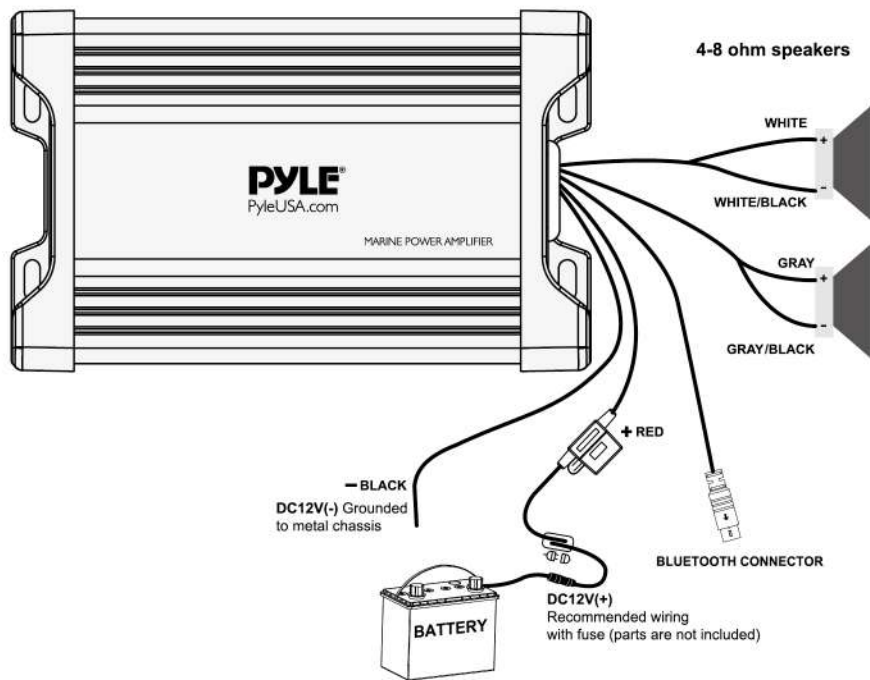 4-8 ohm speakers
WHITE
+
-
WHITE/BLACK
PYLE®
PyleUSA.com
MARINE POWER AMPLIFIER
GRAY
+
-
GRAY/BLACK
+ RED
− BLACK
DC12V(-) Grounded
to metal chassis
BLUETOOTH CONNECTOR
DC12V(+)
Recommended wiring
with fuse (parts are not included)
BATTERY